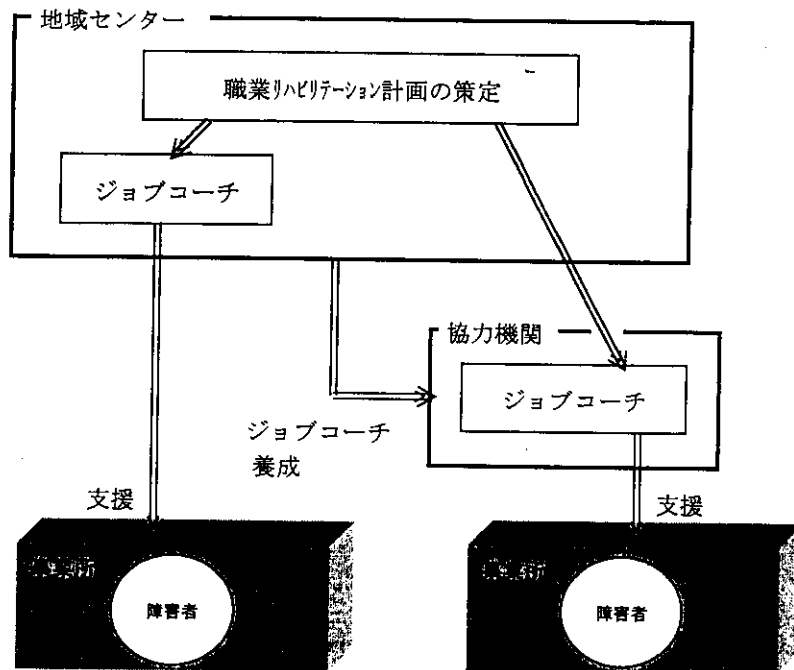 地域センター
職業リハビリテーション計画の策定
ジョブコーチ
協力機関
ジョブコーチ
ジョブコーチ
養成
支援
支援
障害者
障害者